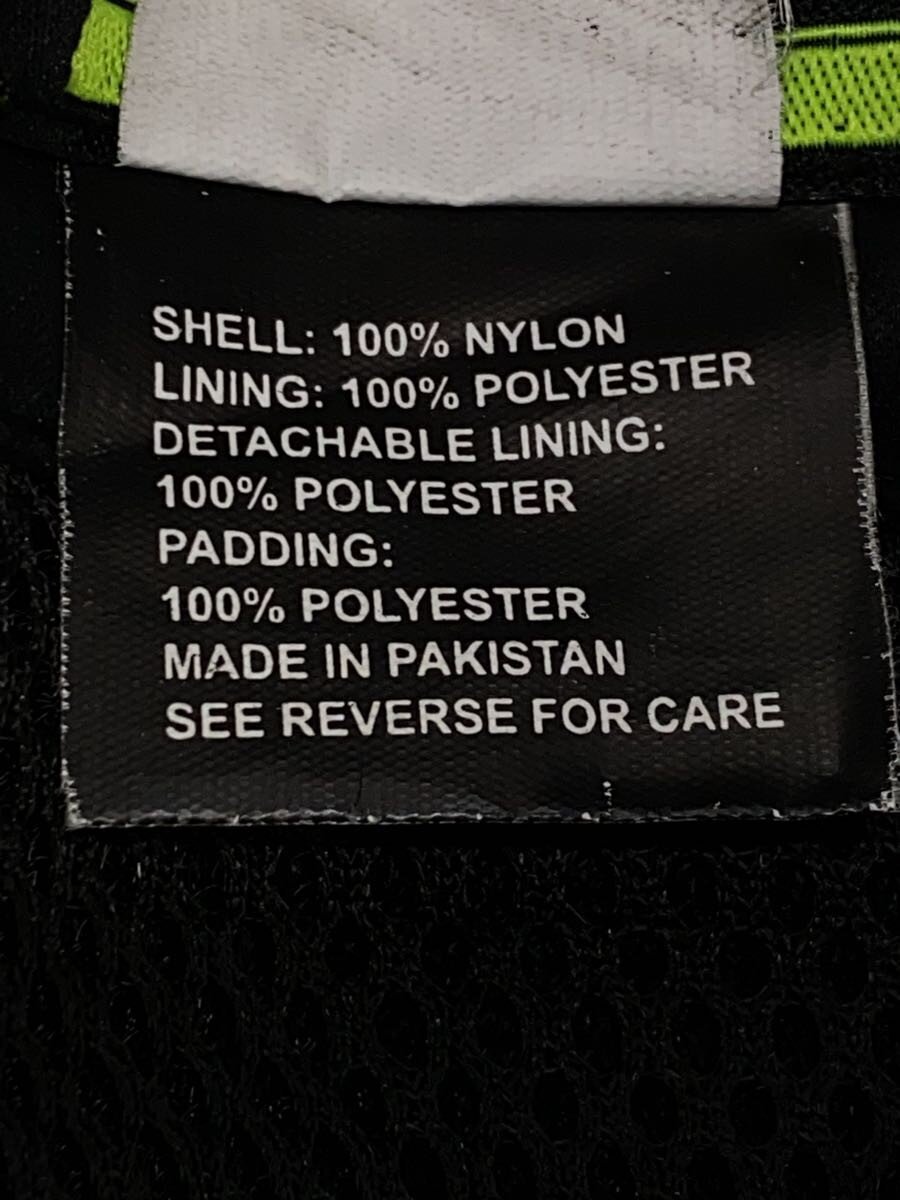 SHELL: 100% NYLON
LINING: 100% POLYESTER
DETACHABLE LINING:
100% POLYESTER
PADDING:
100% POLYESTER
MADE IN PAKISTAN
SEE REVERSE FOR CARE